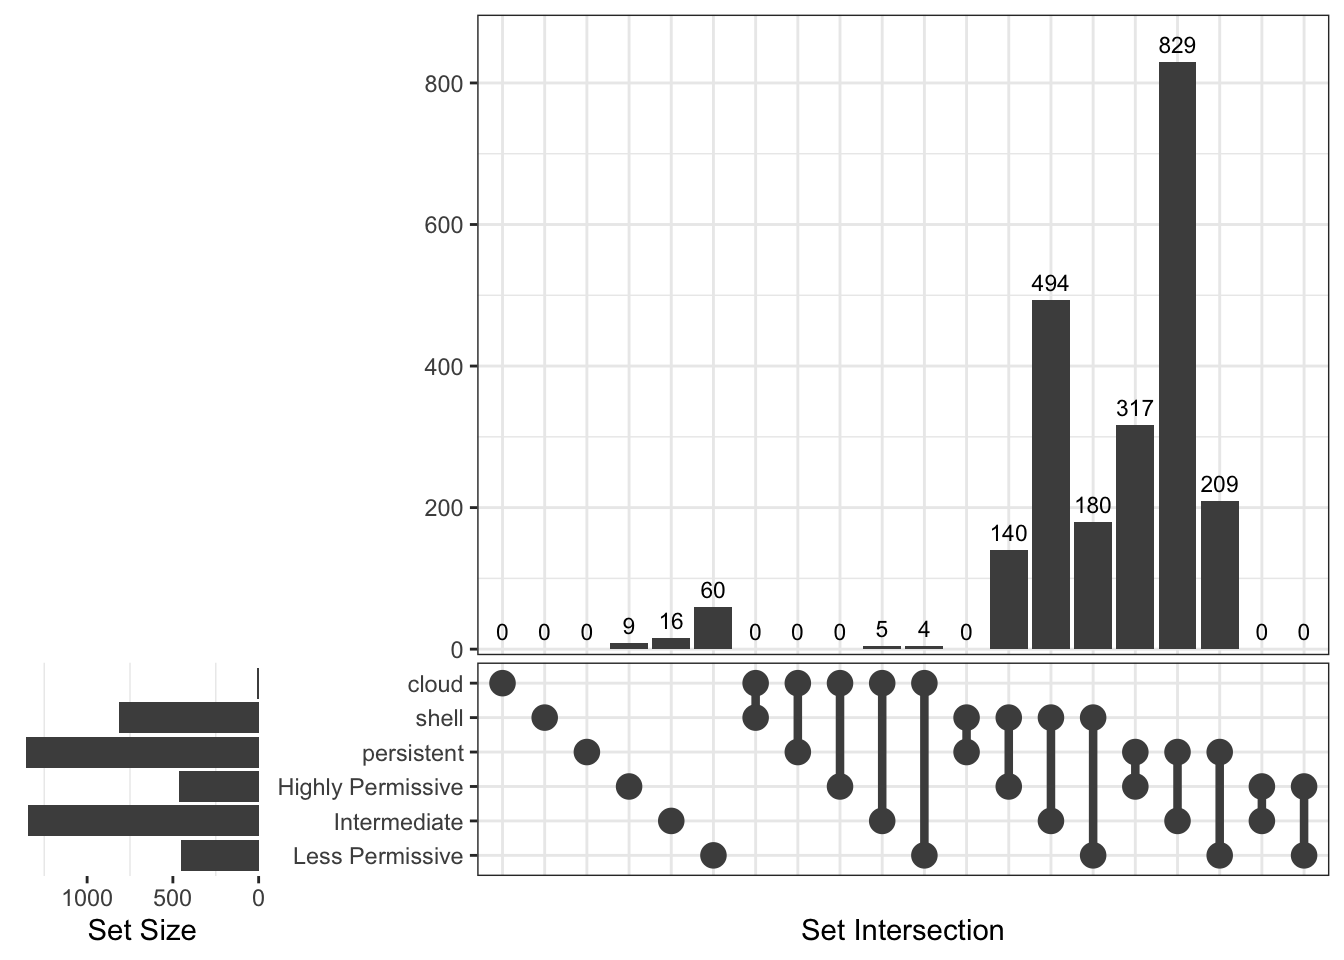 829
800
600
494
400
317
209
200
180
140
60
0 0 0 9 16 0 0 0 5 4 0 0 0
0
cloud
shell
persistent
Highly Permissive
Intermediate
Less Permissive
1000 500 0
Set Size
Set Intersection